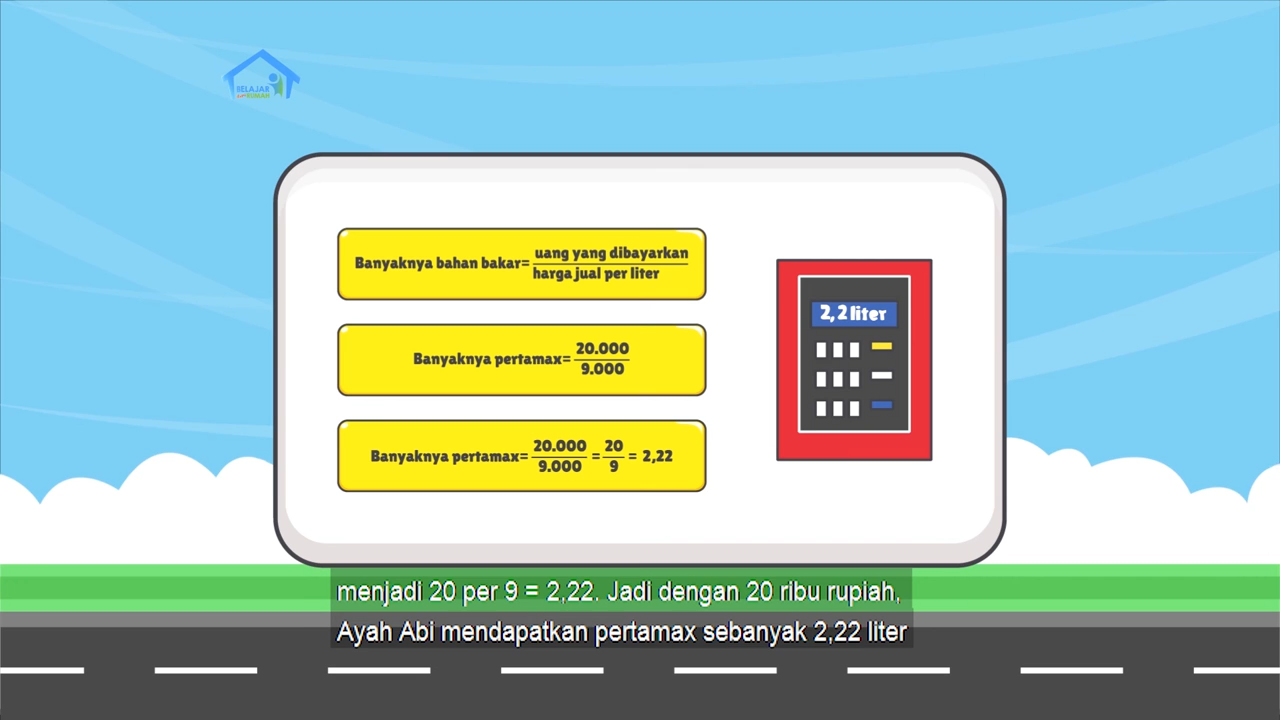 BELAJAR
dari RUMAH
Banyaknya bahan bakar= uang yang dibayarkan
harga jual per liter
Banyaknya pertamax= 20.000
9.000
Banyaknya pertamax= 20.000 = 20 = 2,22
9.000 9
2,2 liter
menjadi 20 per 9 = 2,22. Jadi dengan 20 ribu rupiah,
Ayah Abi mendapatkan pertamax sebanyak 2,22 liter